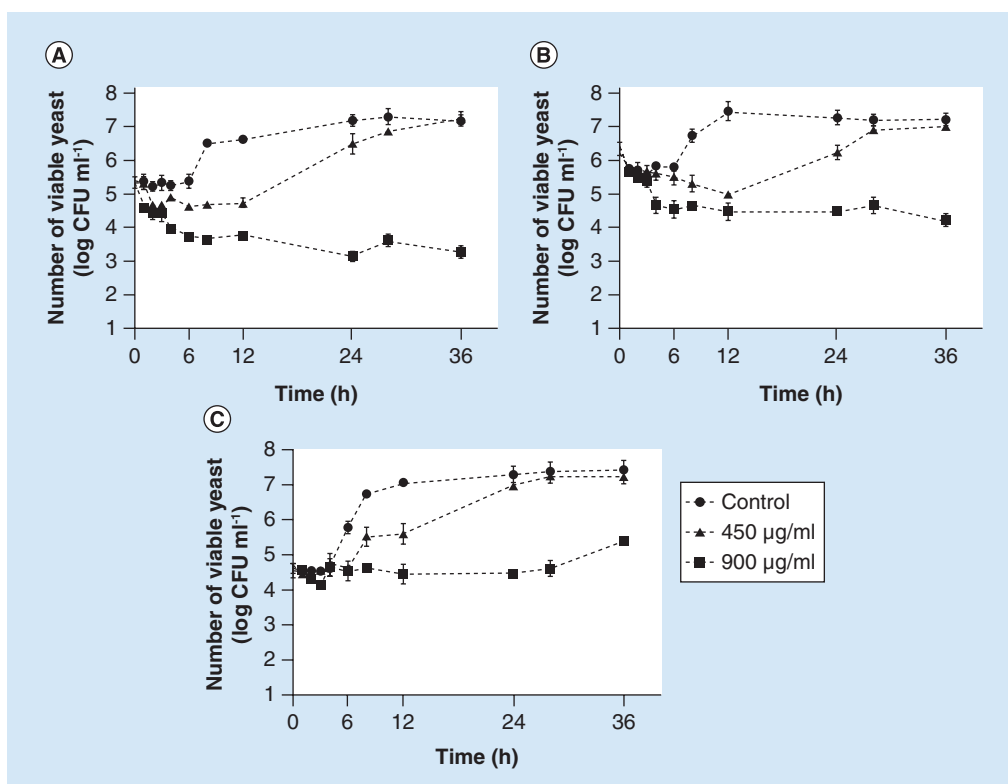 A
Number of viable yeast
(log CFU ml⁻¹)
8
7
6
5
4
3
2
1
0 6 12 24 36
Time (h)
B
Number of viable yeast
(log CFU ml⁻¹)
8
7
6
5
4
3
2
1
0 6 12 24 36
Time (h)
C
Number of viable yeast
(log CFU ml⁻¹)
8
7
6
5
4
3
2
1
0 6 12 24 36
Time (h)
Control
450 µg/ml
900 µg/ml